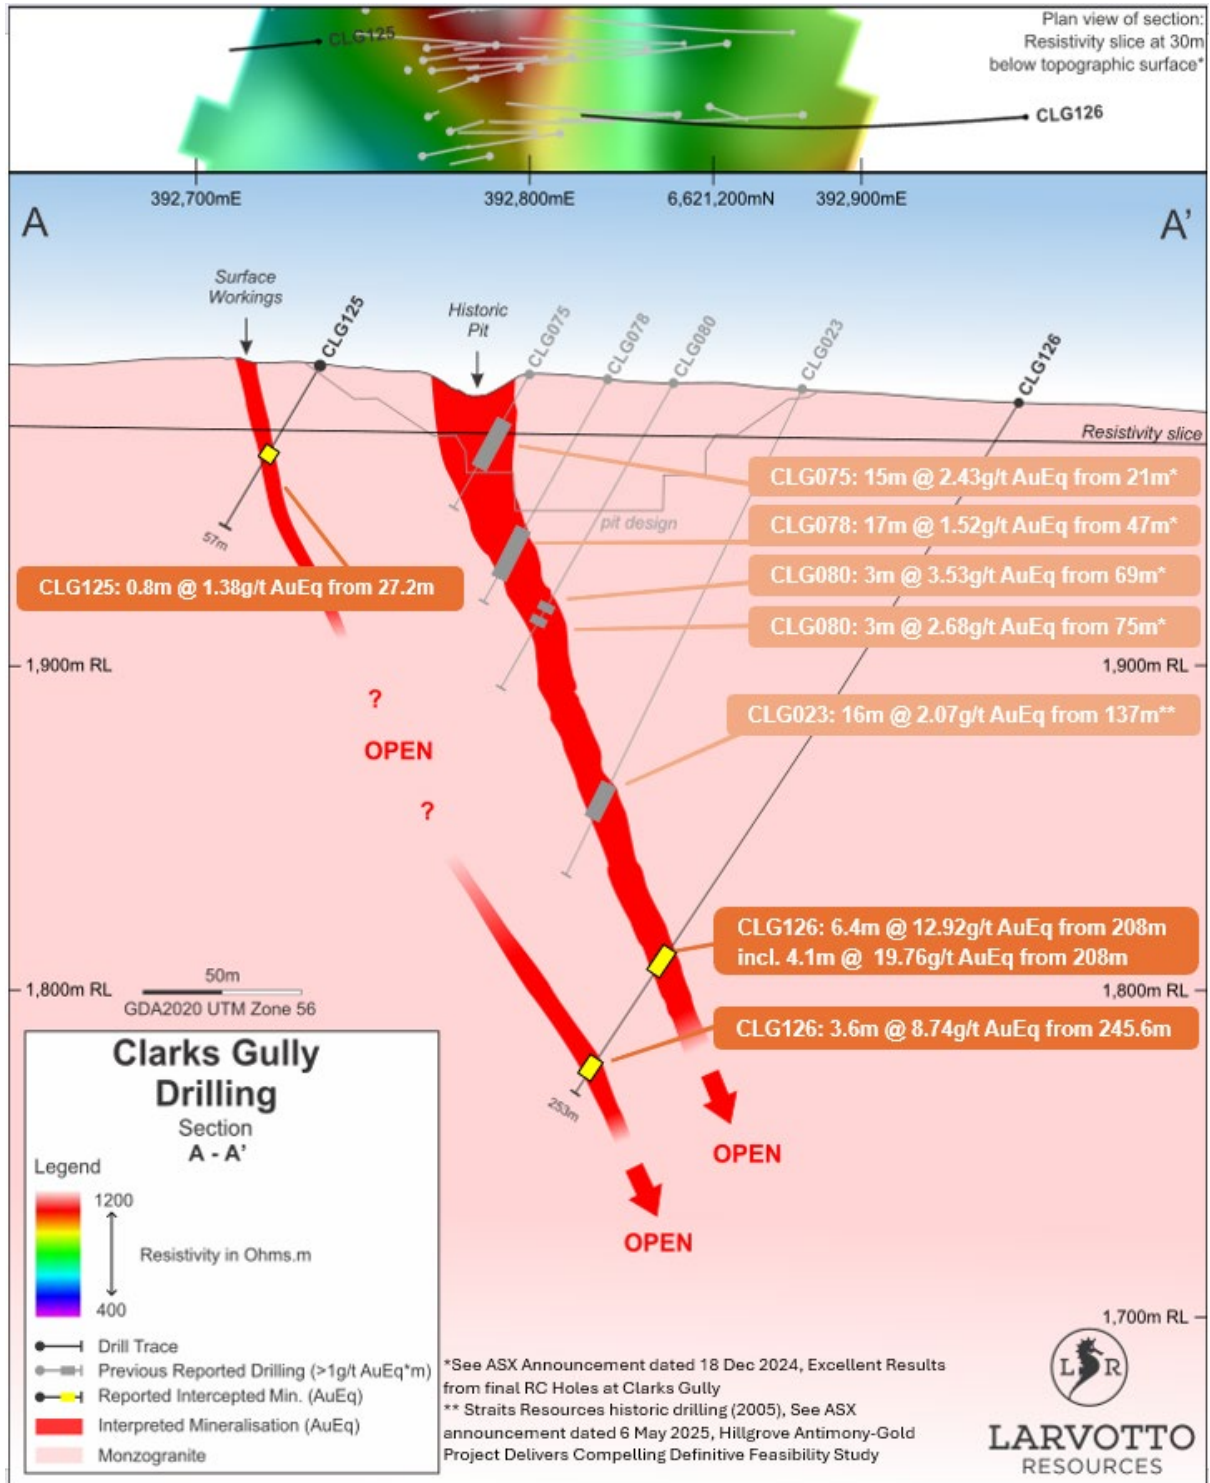 Plan view of section:
Resistivity slice at 30m
below topographic surface*
CLG125
CLG126
392,700mE
392,800mE
6,621,200mN
392,900mE
A
A'
Surface
Workings
CLG125
Historic
Pit
CLG075
CLG078
CLG080
CLG023
CLG126
Resistivity slice
CLG075: 15m @ 2.43g/t AuEq from 21m*
pit design
CLG078: 17m @ 1.52g/t AuEq from 47m*
57m
CLG080: 3m @ 3.53g/t AuEq from 69m*
CLG125: 0.8m @ 1.38g/t AuEq from 27.2m
CLG080: 3m @ 2.68g/t AuEq from 75m*
1,900m RL
1,900m RL
?
CLG023: 16m @ 2.07g/t AuEq from 137m**
OPEN
?
CLG126: 6.4m @ 12.92g/t AuEq from 208m
incl. 4.1m @ 19.76g/t AuEq from 208m
50m
1,800m RL
1,800m RL
GDA2020 UTM Zone 56
CLG126: 3.6m @ 8.74g/t AuEq from 245.6m
253m
OPEN
OPEN
Clarks Gully
Drilling
Section
A - A'
Legend
1200
Resistivity in Ohms.m
400
Drill Trace
Previous Reported Drilling (>1g/t AuEq*m)
Reported Intercepted Min. (AuEq)
Interpreted Mineralisation (AuEq)
Monzogranite
1,700m RL
*See ASX Announcement dated 18 Dec 2024, Excellent Results
from final RC Holes at Clarks Gully
** Straits Resources historic drilling (2005), See ASX
announcement dated 6 May 2025, Hillgrove Antimony-Gold
Project Delivers Compelling Definitive Feasibility Study
L R
LARVOTTO
RESOURCES